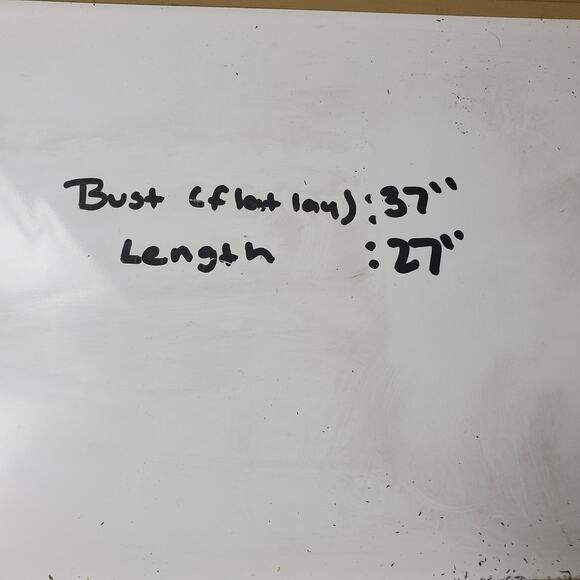 Bust (flat lay) : 37"
Length : 27"